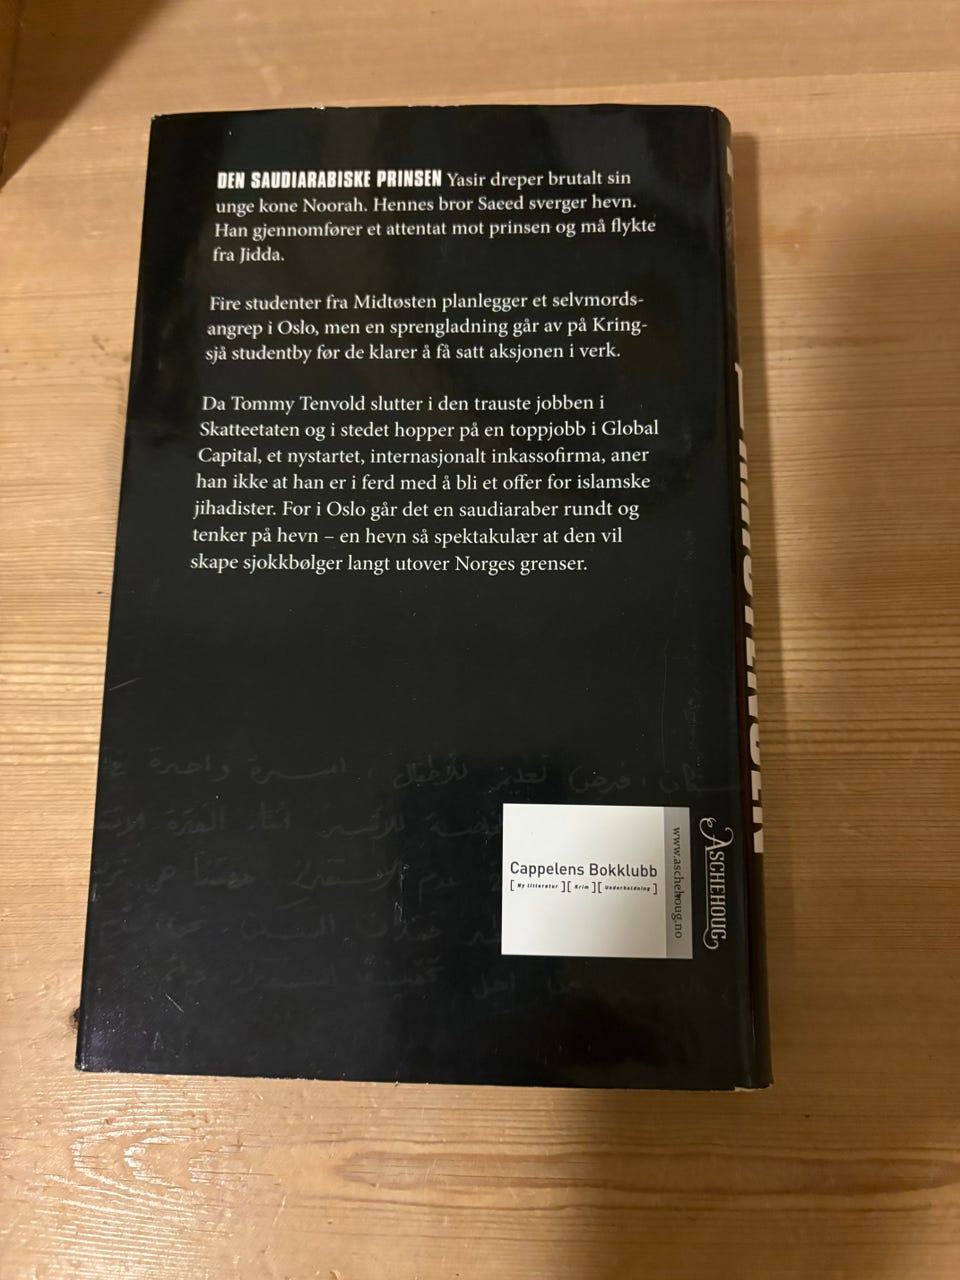 DEN SAUDIARABISKE PRINSEN Yasir dreper brutalt sin
unge kone Noorah. Hennes bror Saeed sverger hevn.
Han gjennomfører et attentat mot prinsen og må flykte
fra Jidda.
Fire studenter fra Midtøsten planlegger et selvmords-
angrep i Oslo, men en sprengladning går av på Kring-
sjå studentby før de klarer å få satt aksjonen i verk.
Da Tommy Tenvold slutter i den trauste jobben i
Skatteetaten og i stedet hopper på en toppjobb i Global
Capital, et nystartet, internasjonalt inkassofirma, aner
han ikke at han er i ferd med å bli et offer for islamske
jihadister. For i Oslo går det en saudiaraber rundt og
tenker på hevn – en hevn så spektakulær at den vil
skape sjokkbølger langt utover Norges grenser.
Cappelens Bokklubb
[ Ny litteratur ][ Krim ][ Underholdning ]
www.aschehoug.no
ASCHEHOUG